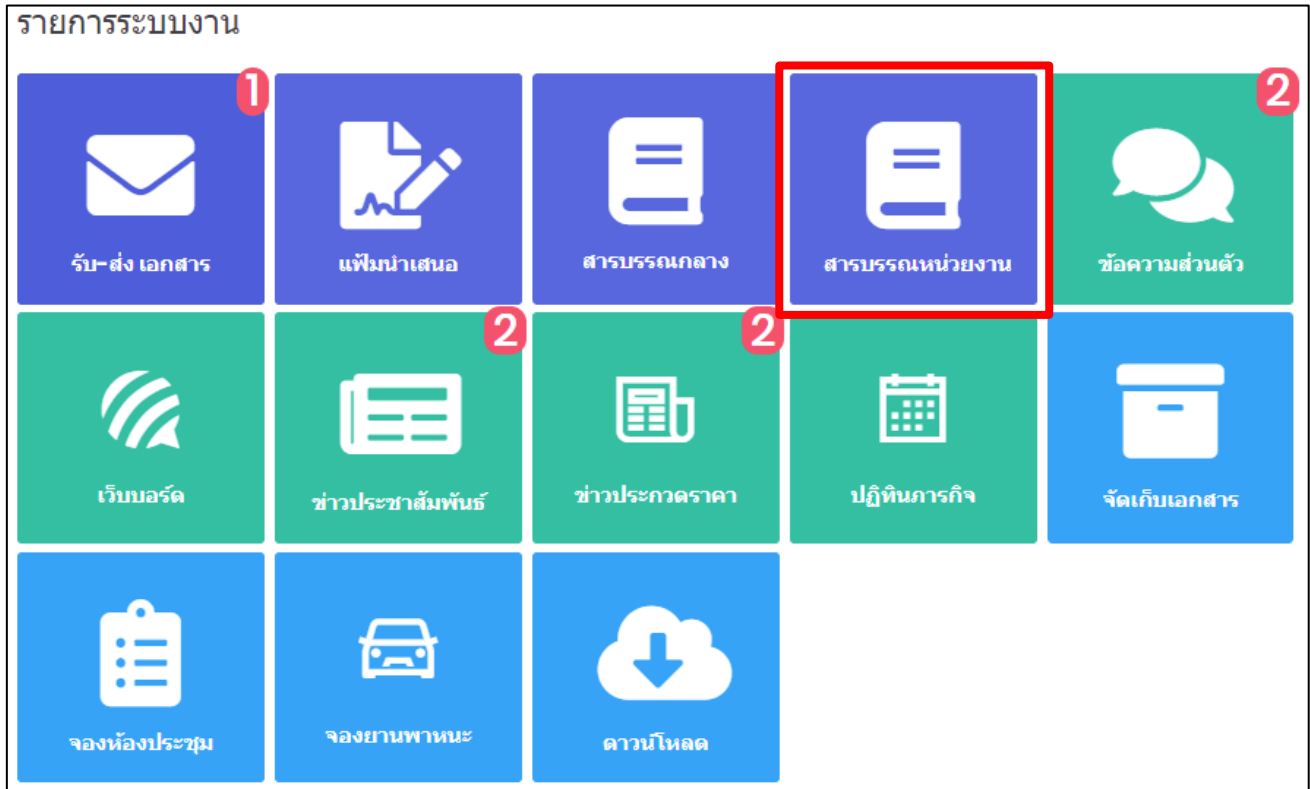 รายการระบบงาน
1
รับ-ส่ง เอกสาร
แฟ้มนำเสนอ
สารบรรณกลาง
สารบรรณหน่วยงาน
2
ข้อความส่วนตัว
เว็บบอร์ด
2
ข่าวประชาสัมพันธ์
2
ข่าวประกวดราคา
ปฏิทินภารกิจ
จัดเก็บเอกสาร
จองห้องประชุม
จองยานพาหนะ
ดาวน์โหลด